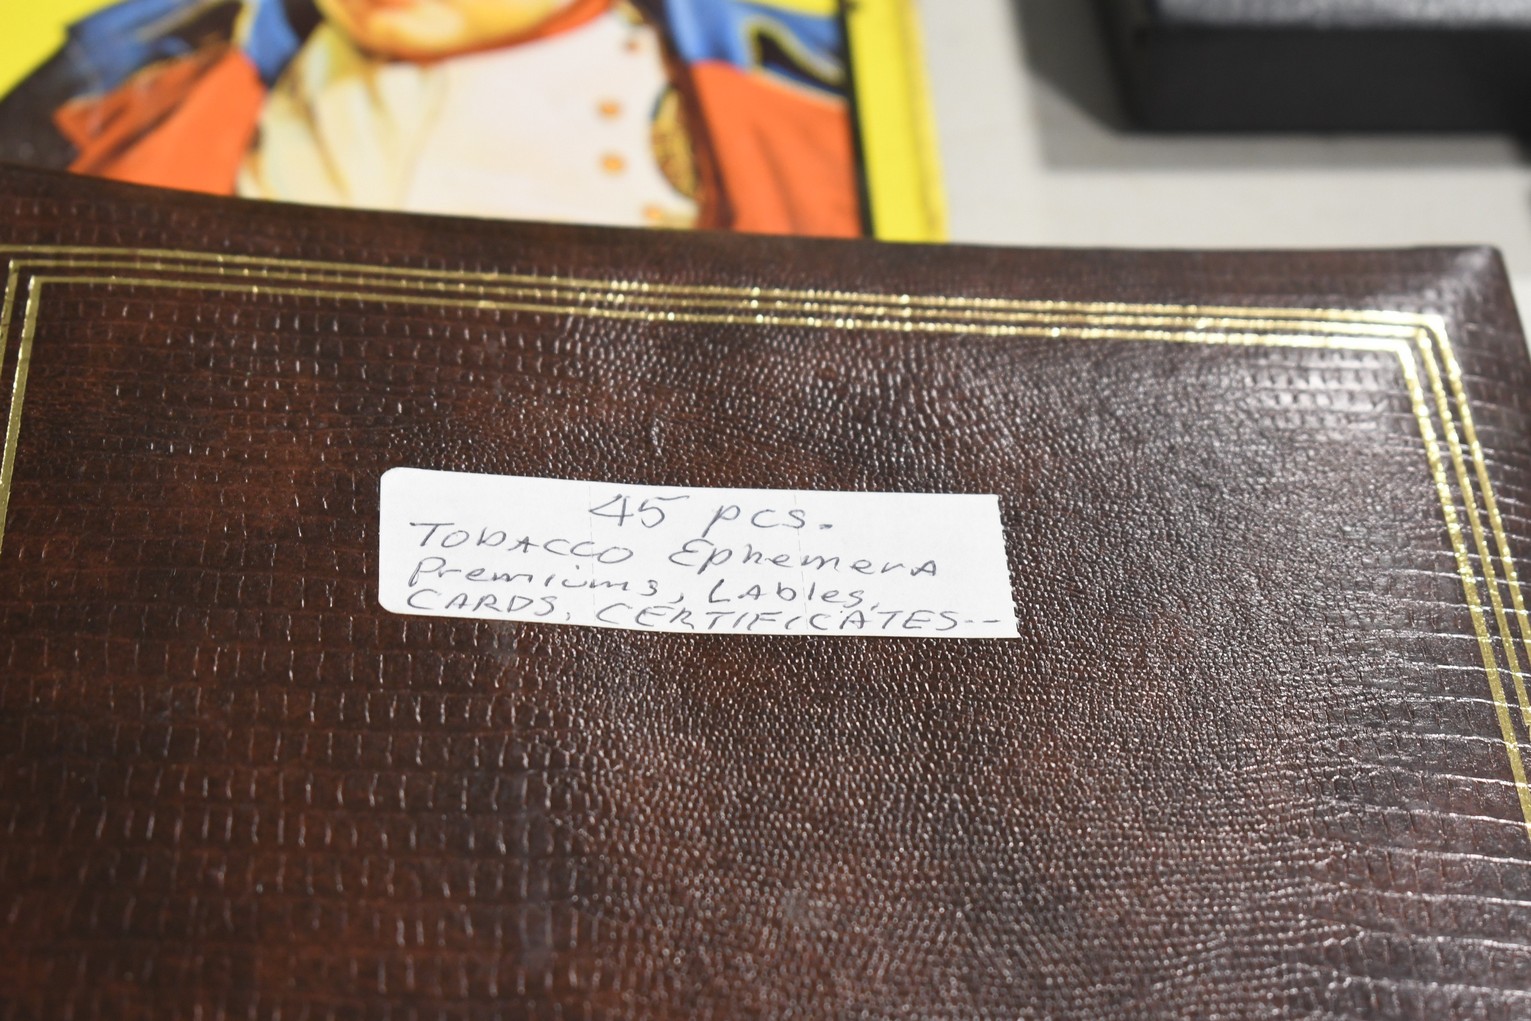 45 pcs.
TOBACCO Ephemera
Premiums, LAbles,
CARDS, CERTIFICATES--